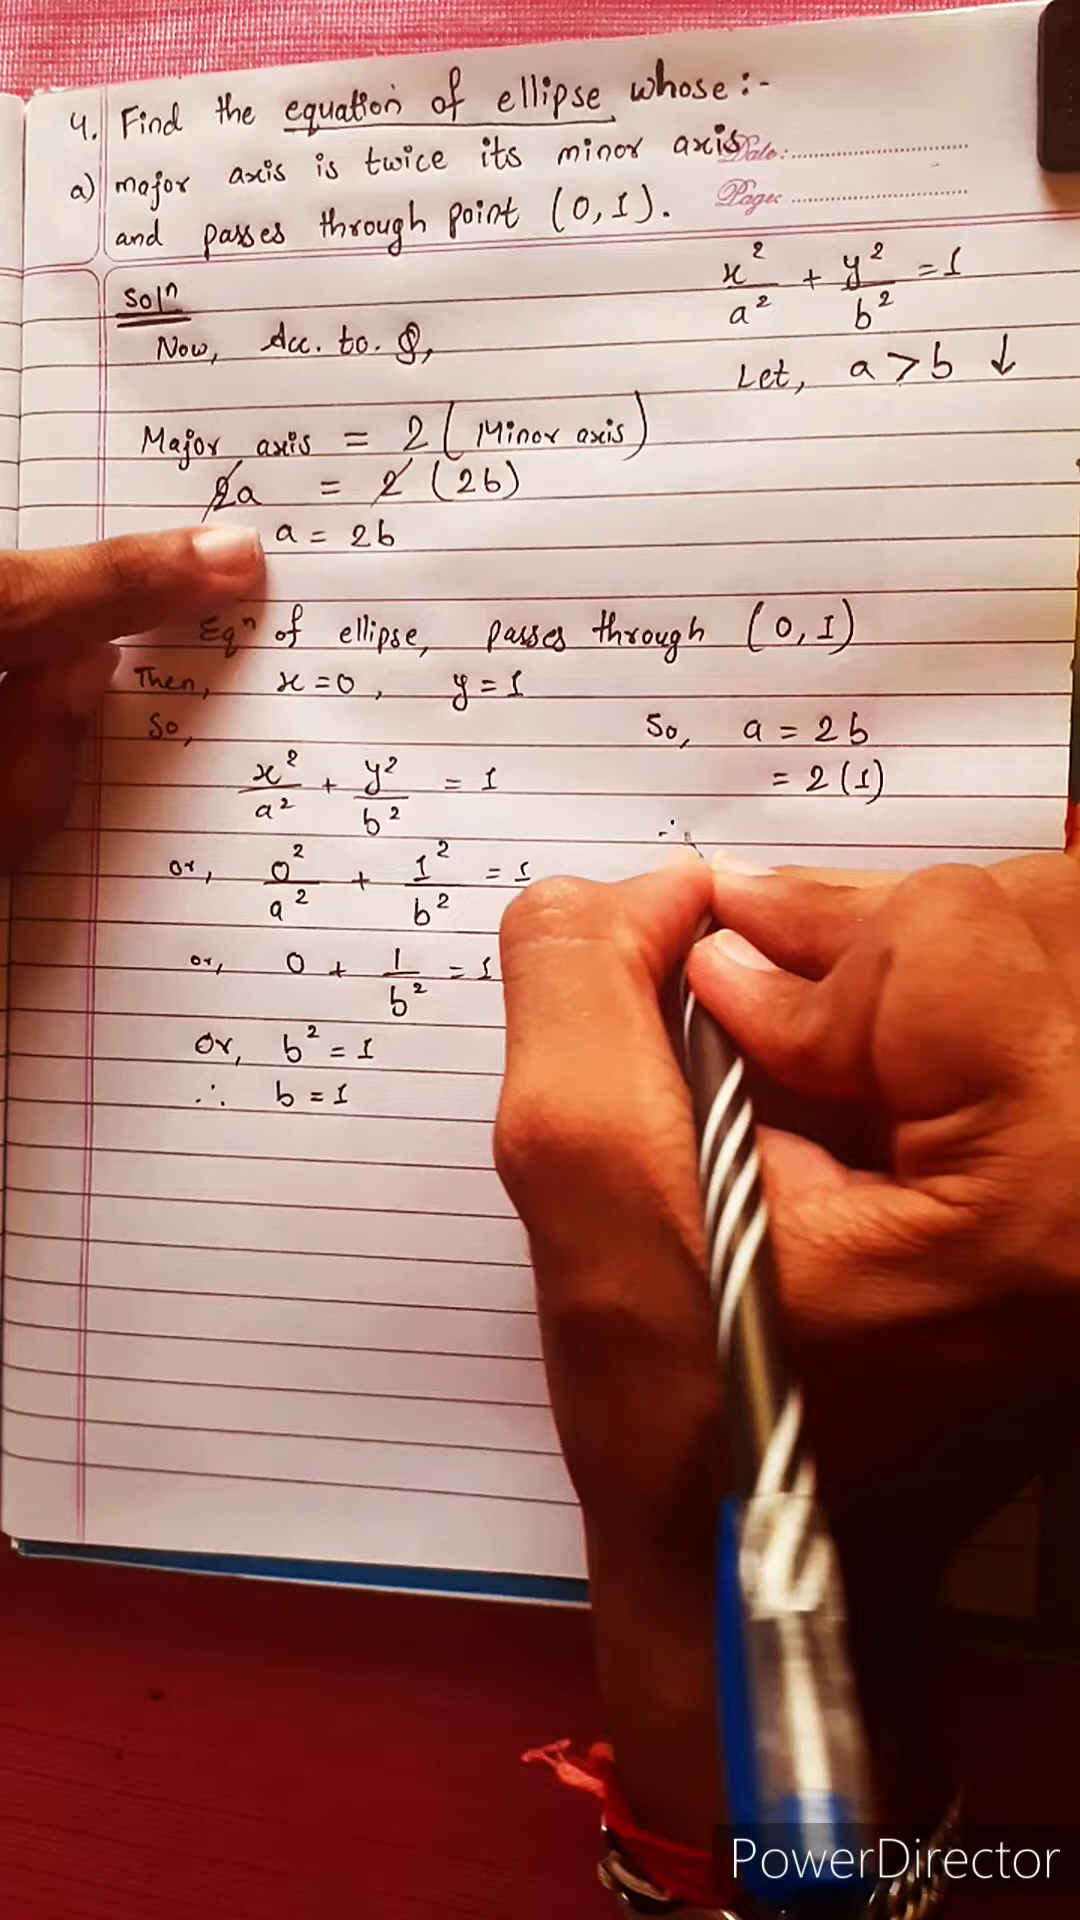 4. Find the equation of ellipse whose :-
a) major axis is twice its minor axis
Date:
and passes through point (0, 1).
Page:
x²/a² + y²/b² = 1
Solⁿ
Now, Acc. to. Q,
Let, a > b ↓
Major axis = 2 (Minor axis)
2a = 2 (2b)
a = 2b
Eqⁿ of ellipse, passes through (0, 1)
Then, x = 0, y = 1
So,
x²/a² + y²/b² = 1
or, 0²/a² + 1²/b² = 1
or, 0 + 1/b² = 1
Or, b² = 1
∴ b = 1
So, a = 2b
= 2 (1)
∴
PowerDirector